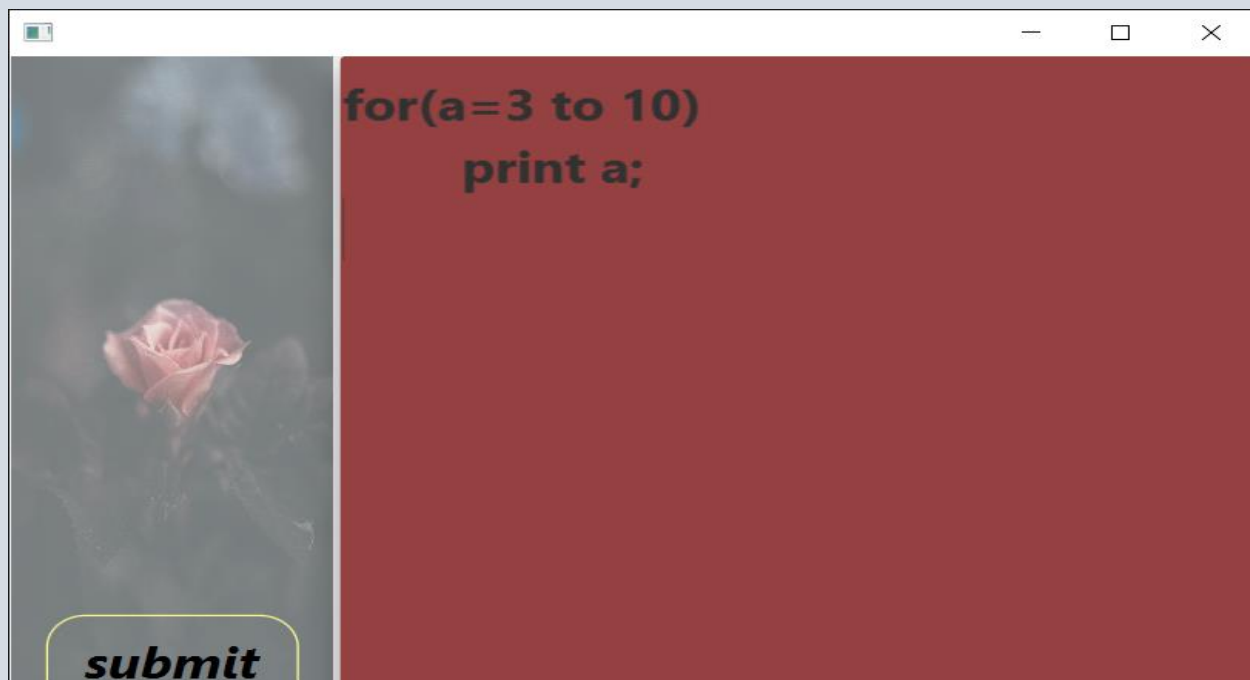 for(a=3 to 10)
print a;
submit